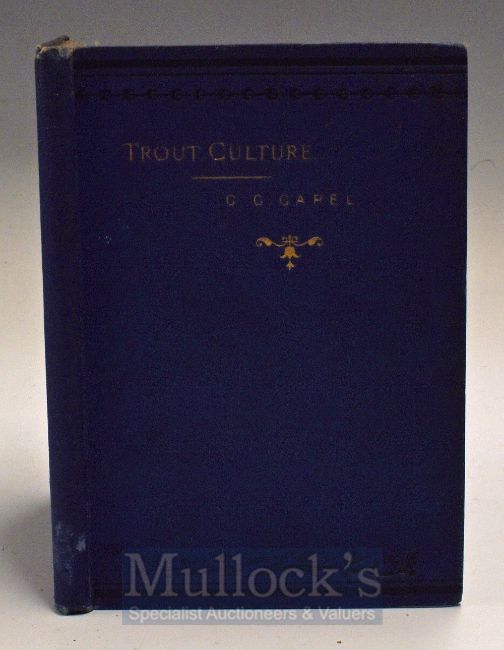 TROUT CULTURE.
C. C. CAPEL
Mullock's
Specialist Auctioneers & Valuers